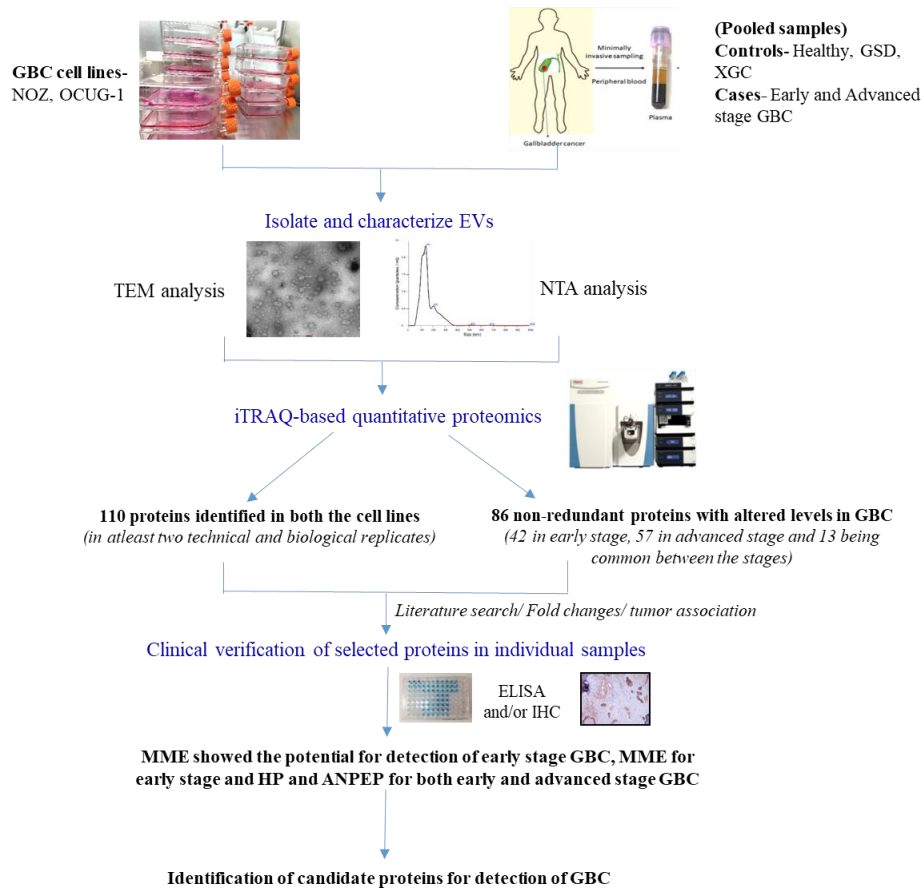 GBC cell lines-
NOZ, OCUG-1
Minimally
invasive sampling
Peripheral blood
Plasma
Gallbladder cancer
(Pooled samples)
Controls- Healthy, GSD,
XGC
Cases- Early and Advanced
stage GBC
Isolate and characterize EVs
TEM analysis
NTA analysis
iTRAQ-based quantitative proteomics
110 proteins identified in both the cell lines
(in atleast two technical and biological replicates)
86 non-redundant proteins with altered levels in GBC
(42 in early stage, 57 in advanced stage and 13 being
common between the stages)
Literature search/ Fold changes/ tumor association
Clinical verification of selected proteins in individual samples
ELISA
and/or IHC
MME showed the potential for detection of early stage GBC, MME for
early stage and HP and ANPEP for both early and advanced stage GBC
Identification of candidate proteins for detection of GBC